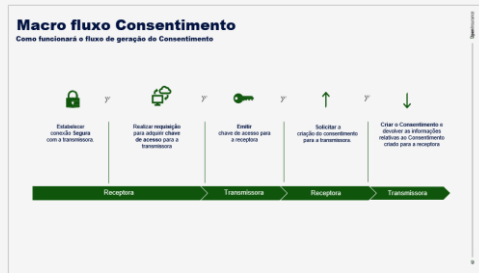 Macro fluxo Consentimento
Como funcionará o fluxo de geração do Consentimento
Estabelecer
conexão Segura
com a transmissora
Realizar requisição
para adquirir chave
de acesso para a
transmissora
Emitir
chave de acesso para
a receptora
Solicitar a
criação do consentimento
para a transmissora
Criar o Consentimento e
devolver as informações
relativas ao Consentimento
criado para a receptora
Receptora
Transmissora
Receptora
Transmissora